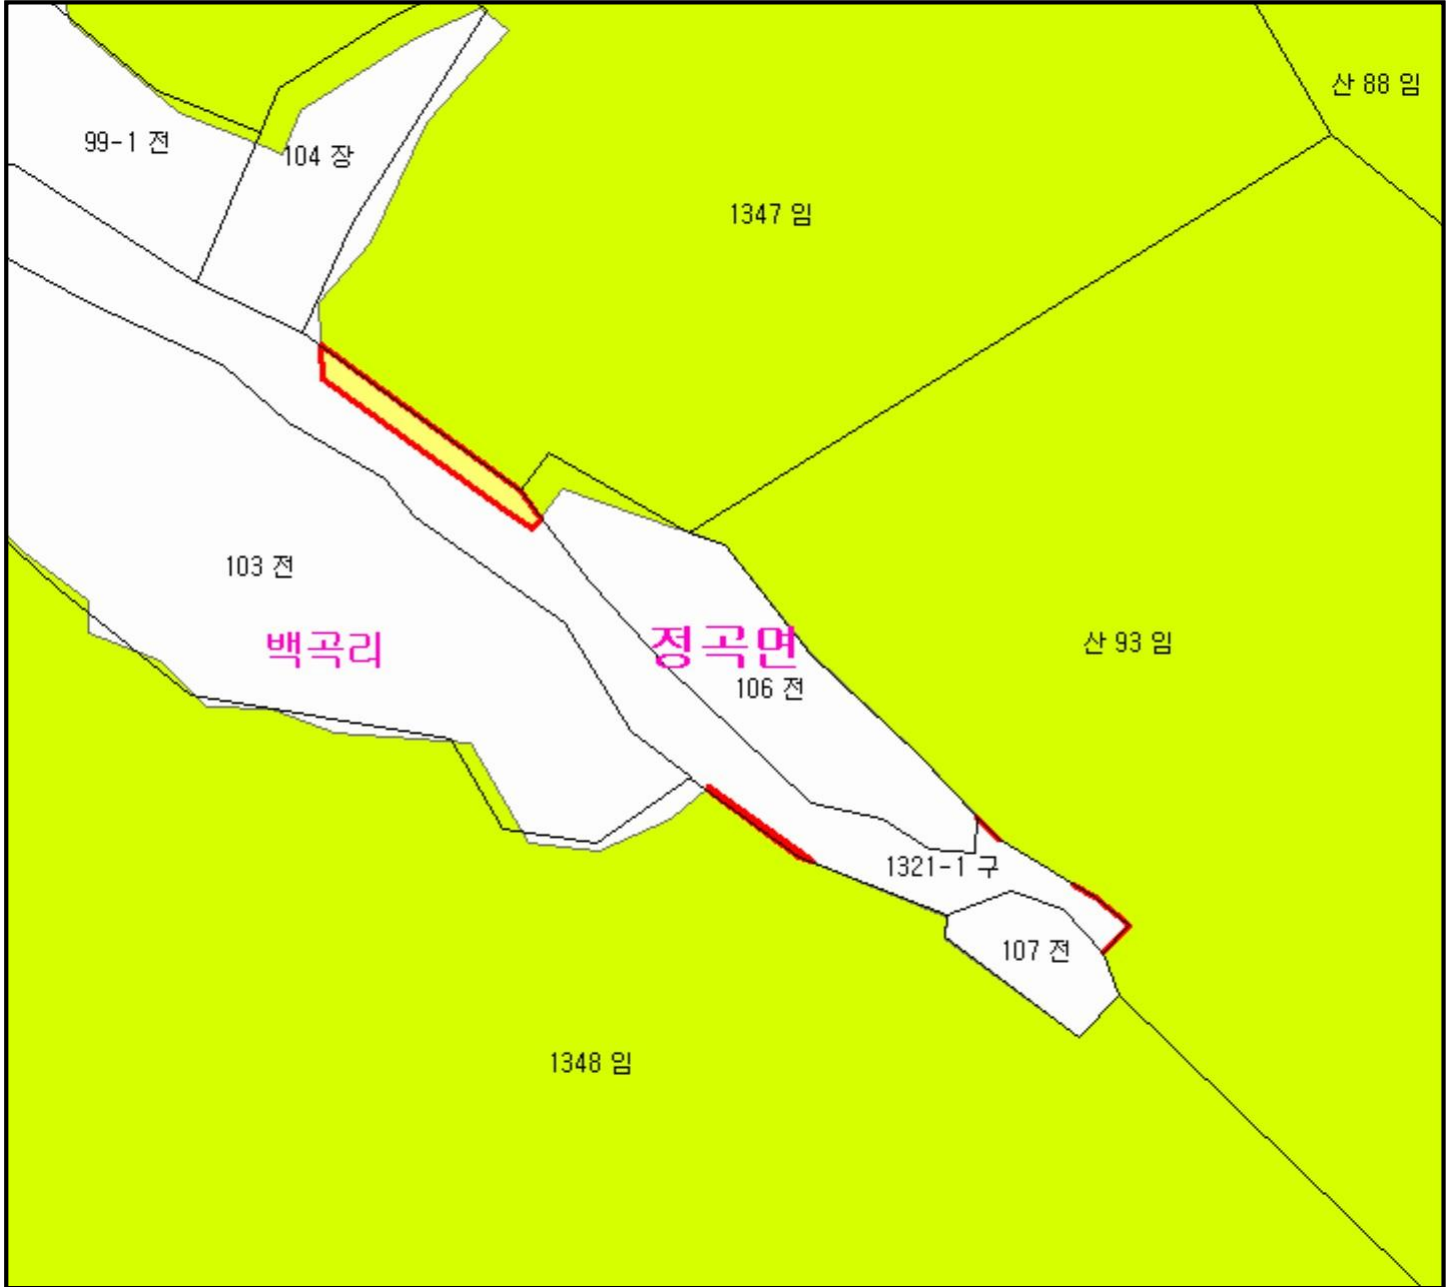 산 88 임
99-1 전
104 장
1347 임
103 전
백곡리
정곡면
산 93 임
106 전
1321-1 구
107 전
1348 임